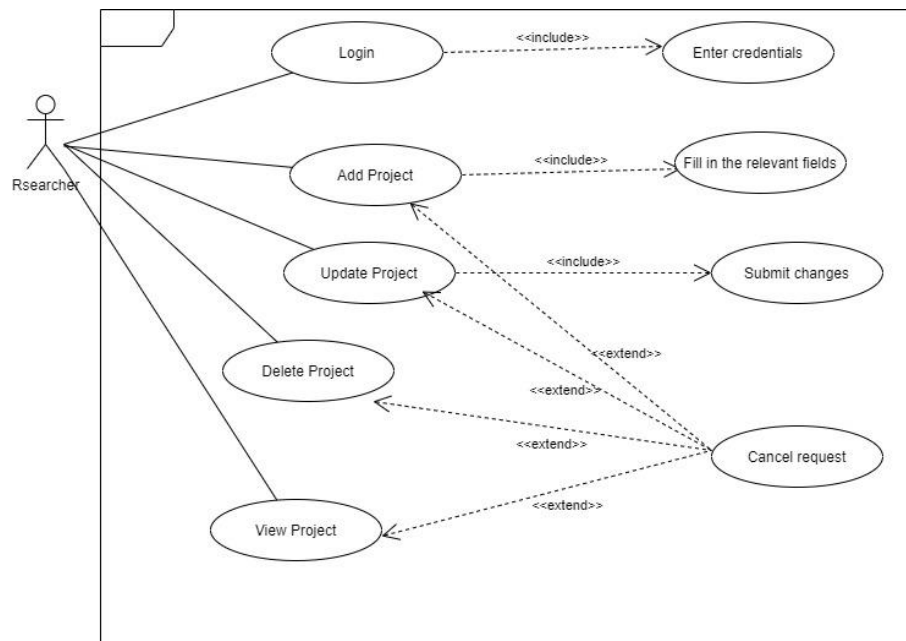 Login
<<include>>
Enter credentials
Rsearcher
Add Project
<<include>>
Fill in the relevant fields
Update Project
<<include>>
Submit changes
<<extend>>
Delete Project
<<extend>>
<<extend>>
Cancel request
<<extend>>
View Project